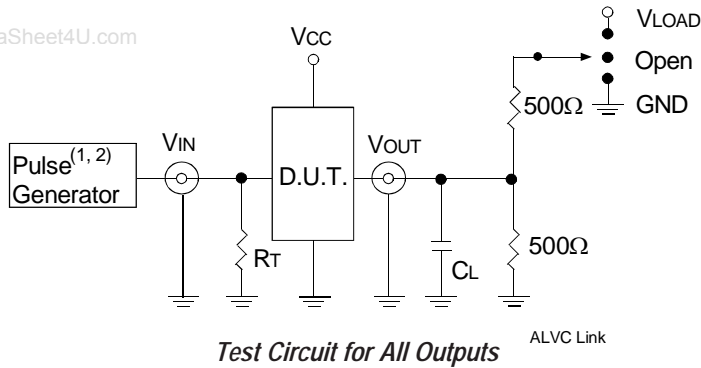 aSheet4U.com
VCC
VLOAD
Open
GND
500Ω
VIN
VOUT
Pulse(1, 2)
Generator
D.U.T.
RT
CL
500Ω
Test Circuit for All Outputs
ALVC Link